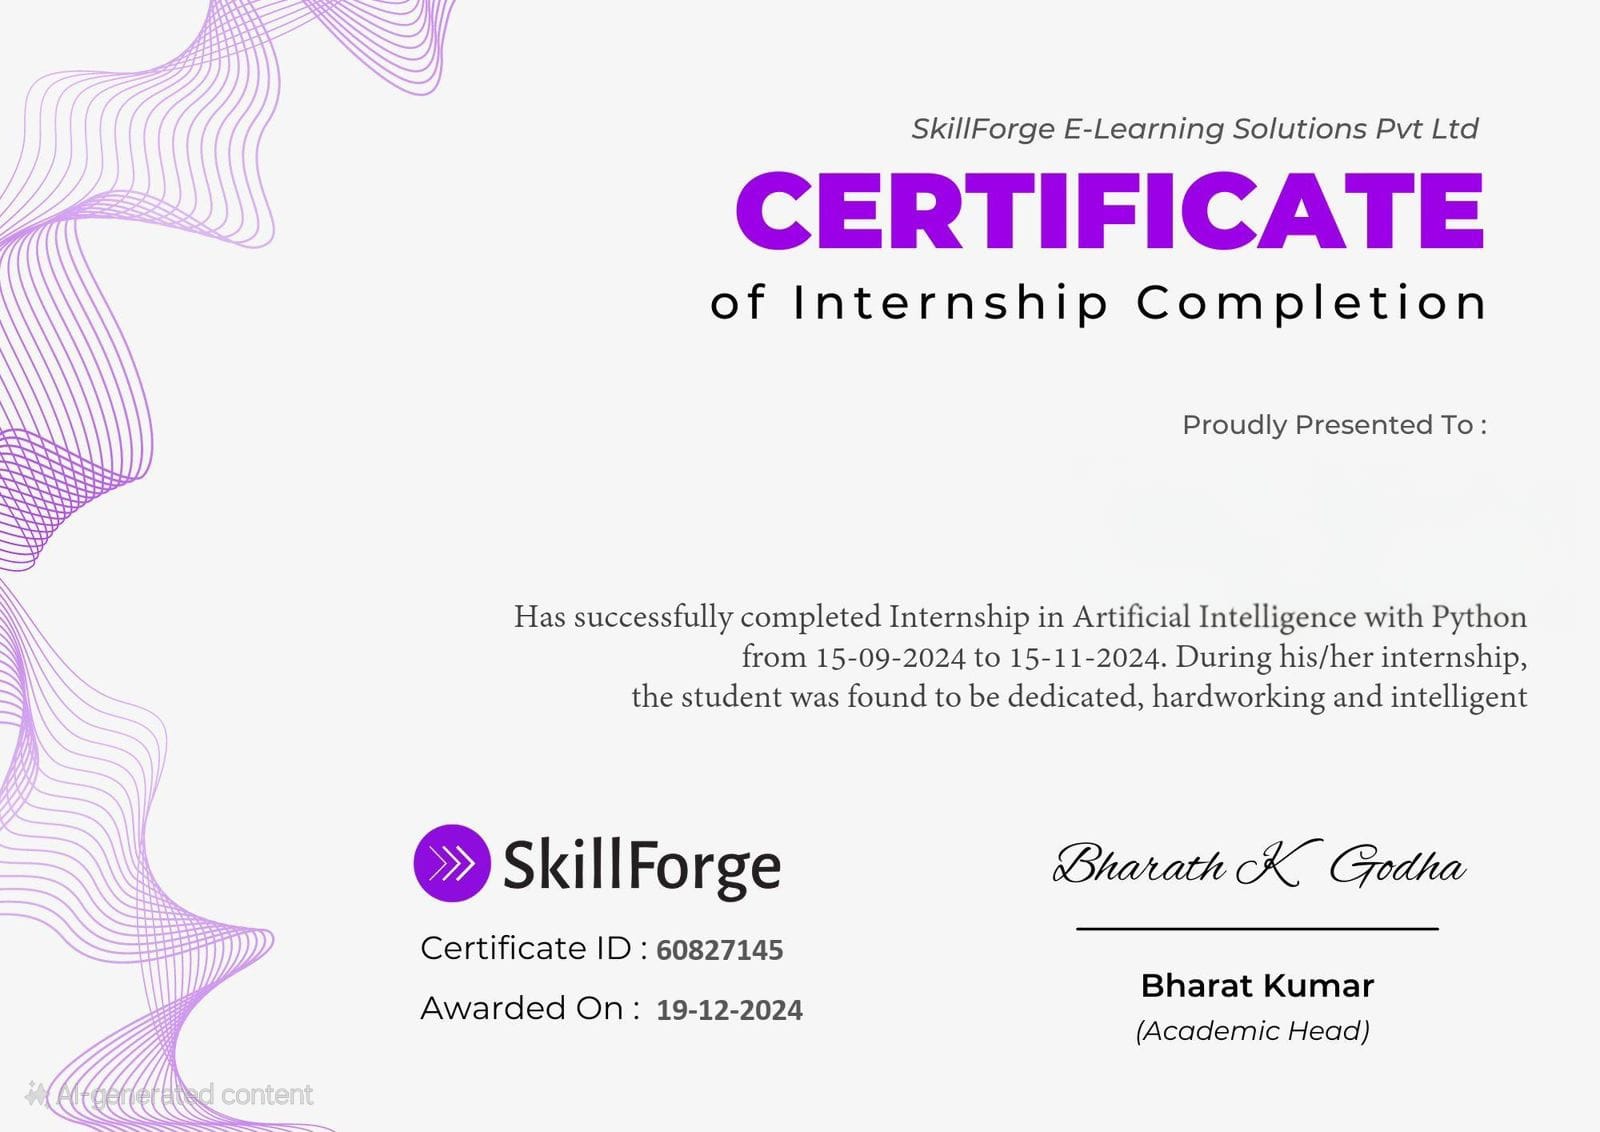 SkillForge E-Learning Solutions Pvt Ltd
CERTIFICATE
of Internship Completion
Proudly Presented To :
Has successfully completed Internship in Artificial Intelligence with Python
from 15-09-2024 to 15-11-2024. During his/her internship,
the student was found to be dedicated, hardworking and intelligent
SkillForge
Certificate ID : 60827145
Awarded On : 19-12-2024
Bharath K Godha
Bharat Kumar
(Academic Head)
AI-generated content